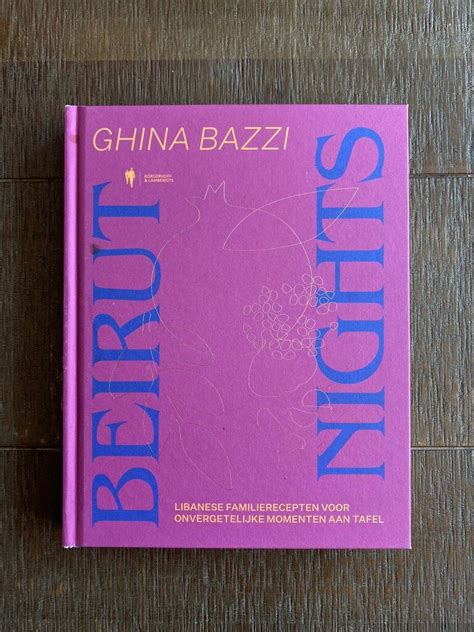 GHINA BAZZI
BORGERHOFF
& LAMBERIGTS
BEIRUT
NIGHTS
LIBANESE FAMILIERECEPTEN VOOR
ONVERGETELIJKE MOMENTEN AAN TAFEL